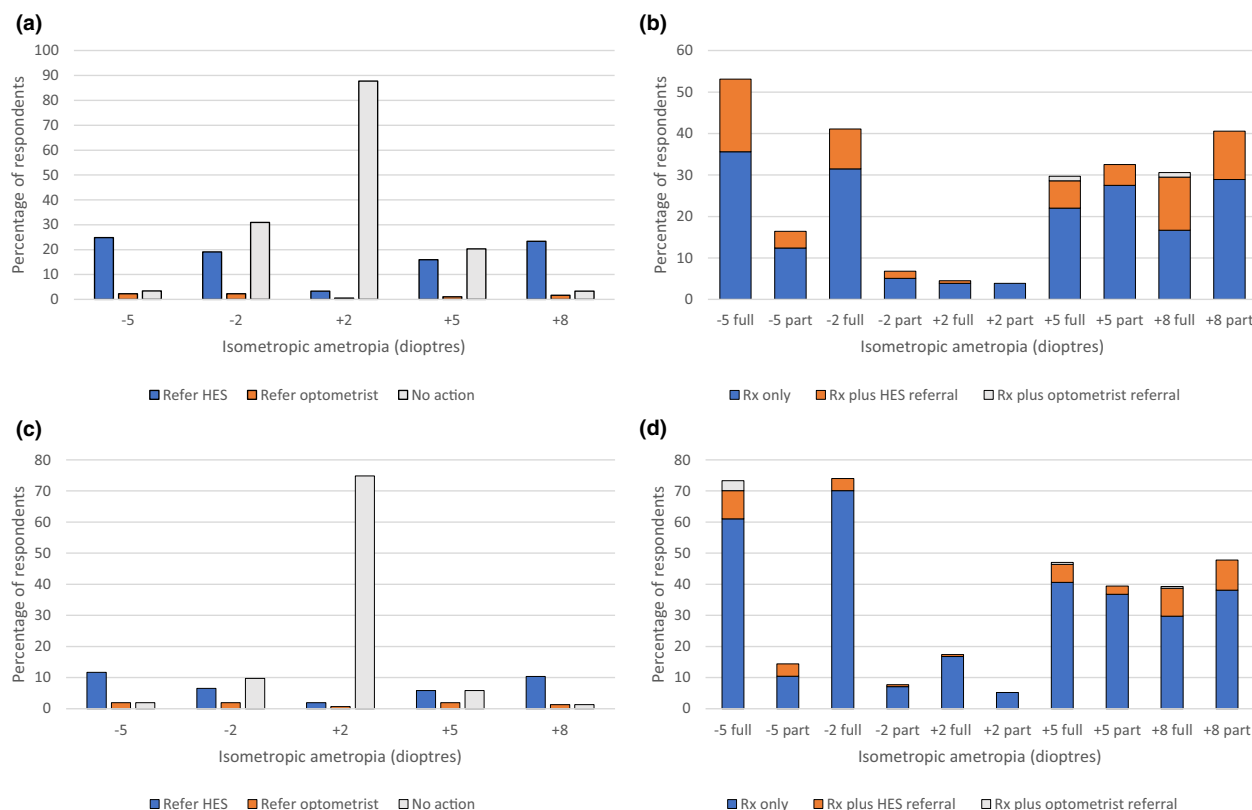 (a)
Percentage of respondents
100
90
80
70
60
50
40
30
20
10
0
-5 -2 +2 +5 +8
Isometropic ametropia (dioptres)
Refer HES Refer optometrist No action
(b)
Percentage of respondents
60
50
40
30
20
10
0
-5 full -5 part -2 full -2 part +2 full +2 part +5 full +5 part +8 full +8 part
Isometropic ametropia (dioptres)
Rx only Rx plus HES referral Rx plus optometrist referral
(c)
Percentage of respondents
80
70
60
50
40
30
20
10
0
-5 -2 +2 +5 +8
Isometropic ametropia (dioptres)
Refer HES Refer optometrist No action
(d)
Percentage of respondents
80
70
60
50
40
30
20
10
0
-5 full -5 part -2 full -2 part +2 full +2 part +5 full +5 part +8 full +8 part
Isometropic ametropia (dioptres)
Rx only Rx plus HES referral Rx plus optometrist referral